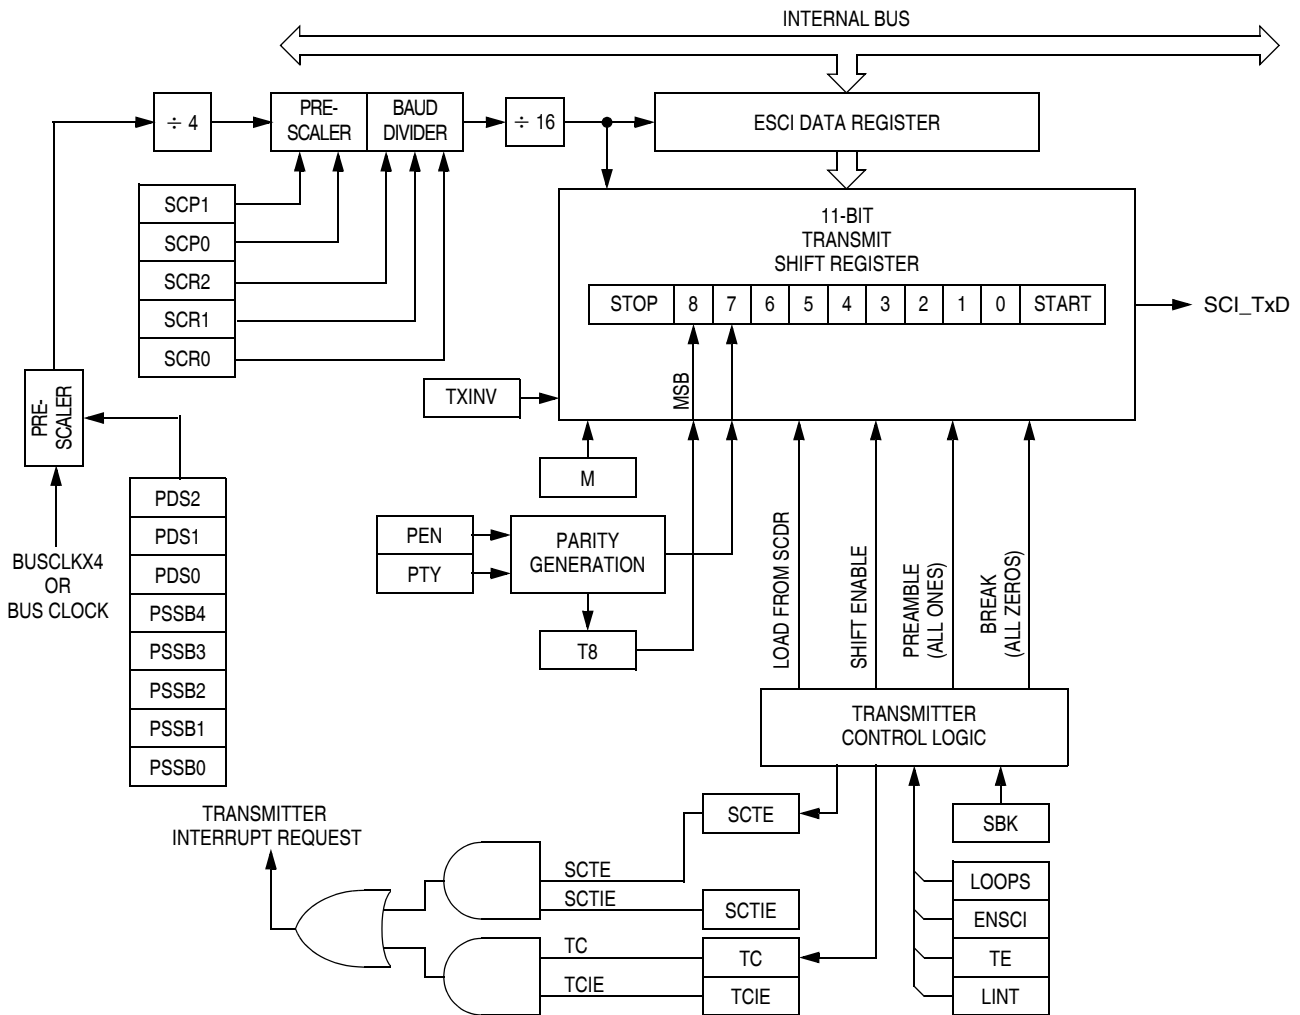 INTERNAL BUS
÷ 4
PRE-
SCALER
BAUD
DIVIDER
÷ 16
ESCI DATA REGISTER
SCP1
SCP0
SCR2
SCR1
SCR0
11-BIT
TRANSMIT
SHIFT REGISTER
STOP 8 7 6 5 4 3 2 1 0 START
SCI_TxD
PRE-
SCALER
TXINV
MSB
M
BUSCLKX4
OR
BUS CLOCK
PDS2
PDS1
PDS0
PSSB4
PSSB3
PSSB2
PSSB1
PSSB0
PEN
PTY
PARITY
GENERATION
T8
LOAD FROM SCDR
SHIFT ENABLE
PREAMBLE
(ALL ONES)
BREAK
(ALL ZEROS)
TRANSMITTER
CONTROL LOGIC
TRANSMITTER
INTERRUPT REQUEST
SCTE
SCTE
SCTIE
SCTIE
TC
TC
TCIE
TCIE
SBK
LOOPS
ENSCI
TE
LINT